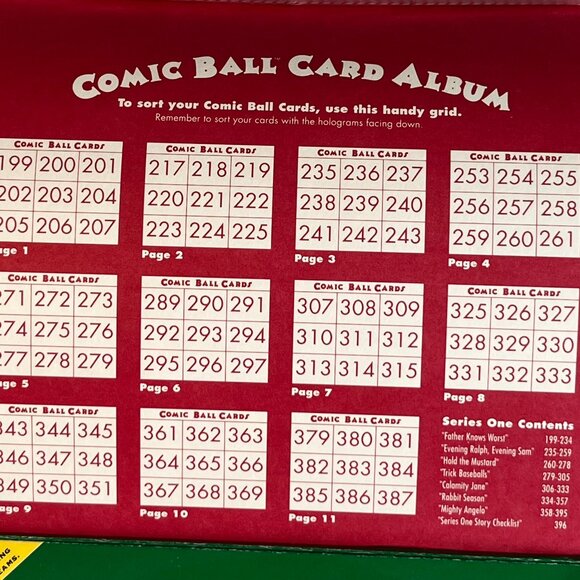 COMIC BALL™ CARD ALBUM
To sort your Comic Ball Cards, use this handy grid.
Remember to sort your cards with the holograms facing down.
COMIC BALL CARDS
199 200 201
202 203 204
205 206 207
Page 1
COMIC BALL CARDS
217 218 219
220 221 222
223 224 225
Page 2
COMIC BALL CARDS
235 236 237
238 239 240
241 242 243
Page 3
COMIC BALL CARDS
253 254 255
256 257 258
259 260 261
Page 4
COMIC BALL CARDS
271 272 273
274 275 276
277 278 279
Page 5
COMIC BALL CARDS
289 290 291
292 293 294
295 296 297
Page 6
COMIC BALL CARDS
307 308 309
310 311 312
313 314 315
Page 7
COMIC BALL CARDS
325 326 327
328 329 330
331 332 333
Page 8
COMIC BALL CARDS
343 344 345
346 347 348
349 350 351
Page 9
COMIC BALL CARDS
361 362 363
364 365 366
367 368 369
Page 10
COMIC BALL CARDS
379 380 381
382 383 384
385 386 387
Page 11
Series One Contents
"Father Knows Worst" 199-234
"Evening Ralph, Evening Sam" 235-259
"Hold the Mustard" 260-278
"Trick Baseballs" 279-305
"Calamity Jane" 306-333
"Rabbit Season" 334-357
"Mighty Angelo" 358-395
"Series One Story Checklist" 396